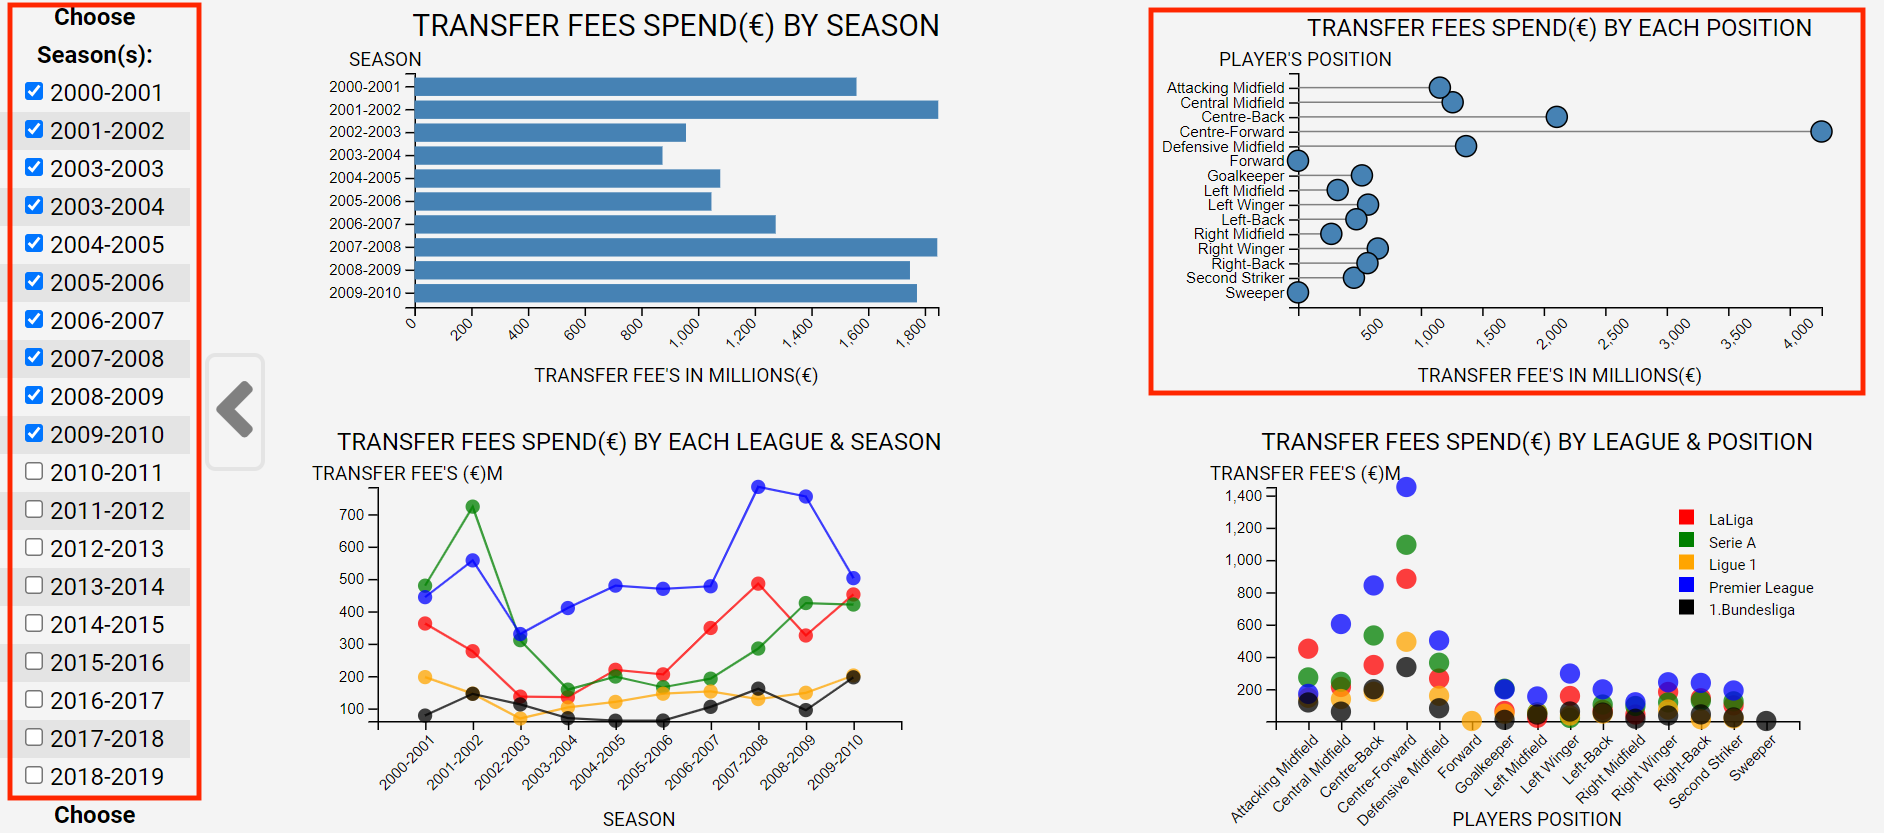 Choose
Season(s):
2000-2001
2001-2002
2003-2003
2003-2004
2004-2005
2005-2006
2006-2007
2007-2008
2008-2009
2009-2010
2010-2011
2011-2012
2012-2013
2013-2014
2014-2015
2015-2016
2016-2017
2017-2018
2018-2019
Choose
TRANSFER FEES SPEND(€) BY SEASON
SEASON
2000-2001
2001-2002
2002-2003
2003-2004
2004-2005
2005-2006
2006-2007
2007-2008
2008-2009
2009-2010
0 200 400 600 800 1,000 1,200 1,400 1,600 1,800
TRANSFER FEE'S IN MILLIONS(€)
TRANSFER FEES SPEND(€) BY EACH POSITION
PLAYER'S POSITION
Attacking Midfield
Central Midfield
Centre-Back
Centre-Forward
Defensive Midfield
Forward
Goalkeeper
Left Midfield
Left Winger
Left-Back
Right Midfield
Right Winger
Right-Back
Second Striker
Sweeper
500 1,000 1,500 2,000 2,500 3,000 3,500 4,000
TRANSFER FEE'S IN MILLIONS(€)
TRANSFER FEES SPEND(€) BY EACH LEAGUE & SEASON
TRANSFER FEE'S (€)M
700
600
500
400
300
200
100
2000-2001 2001-2002 2002-2003 2003-2004 2004-2005 2005-2006 2006-2007 2007-2008 2008-2009 2009-2010
SEASON
TRANSFER FEES SPEND(€) BY LEAGUE & POSITION
TRANSFER FEE'S (€)M
1,400
1,200
1,000
800
600
400
200
LaLiga
Serie A
Ligue 1
Premier League
1.Bundesliga
Attacking Midfield Central Midfield Centre-Back Centre-Forward Defensive Midfield Forward Goalkeeper Left Midfield Left Winger Left-Back Right Midfield Right Winger Right-Back Second Striker Sweeper
PLAYERS POSITION